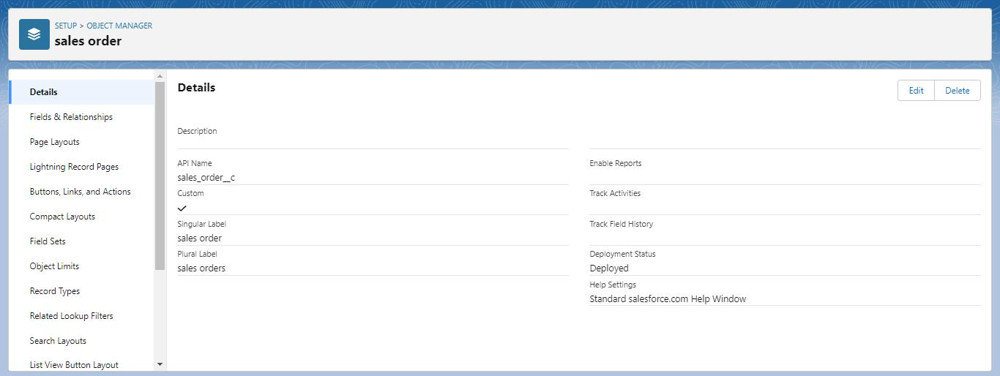 SETUP > OBJECT MANAGER
sales order
Details
Fields & Relationships
Page Layouts
Lightning Record Pages
Buttons, Links, and Actions
Compact Layouts
Field Sets
Object Limits
Record Types
Related Lookup Filters
Search Layouts
List View Button Layout
Details
Edit
Delete
Description
API Name
sales_order__c
Custom
Singular Label
sales order
Plural Label
sales orders
Enable Reports
Track Activities
Track Field History
Deployment Status
Deployed
Help Settings
Standard salesforce.com Help Window